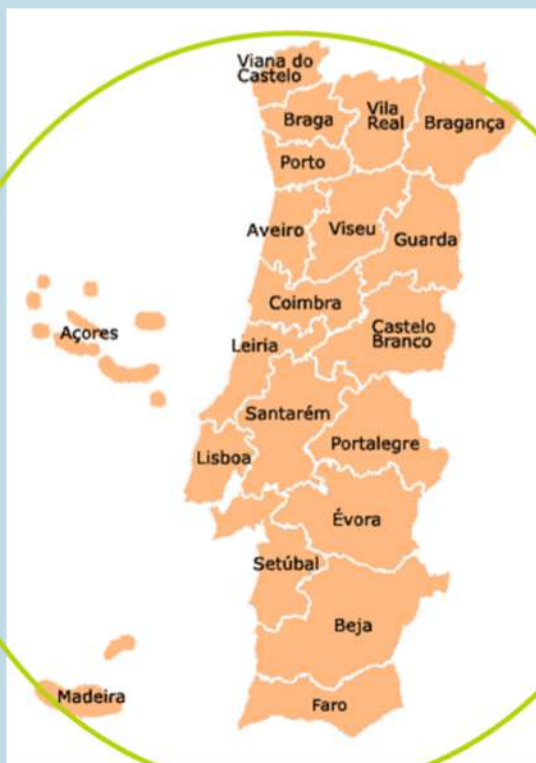 Viana do
Castelo
Braga
Vila
Real
Bragança
Porto
Aveiro
Viseu
Guarda
Coimbra
Açores
Castelo
Branco
Leiria
Santarém
Portalegre
Lisboa
Évora
Setúbal
Beja
Madeira
Faro